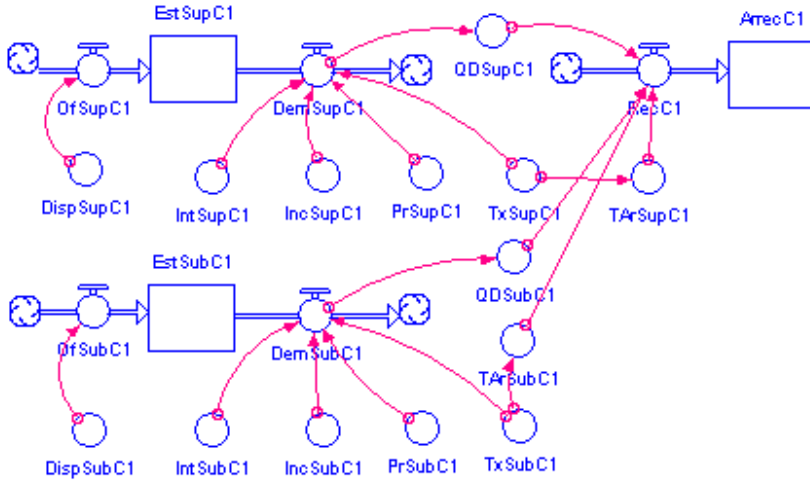 EstSupC1
ArrecC1
QDSupC1
OfSupC1
DemSupC1
RecC1
DispSupC1
IntSupC1
IncSupC1
PrSupC1
TxSupC1
TArSupC1
EstSubC1
QDSubC1
OfSubC1
DemSubC1
TArSubC1
DispSubC1
IntSubC1
IncSubC1
PrSubC1
TxSubC1